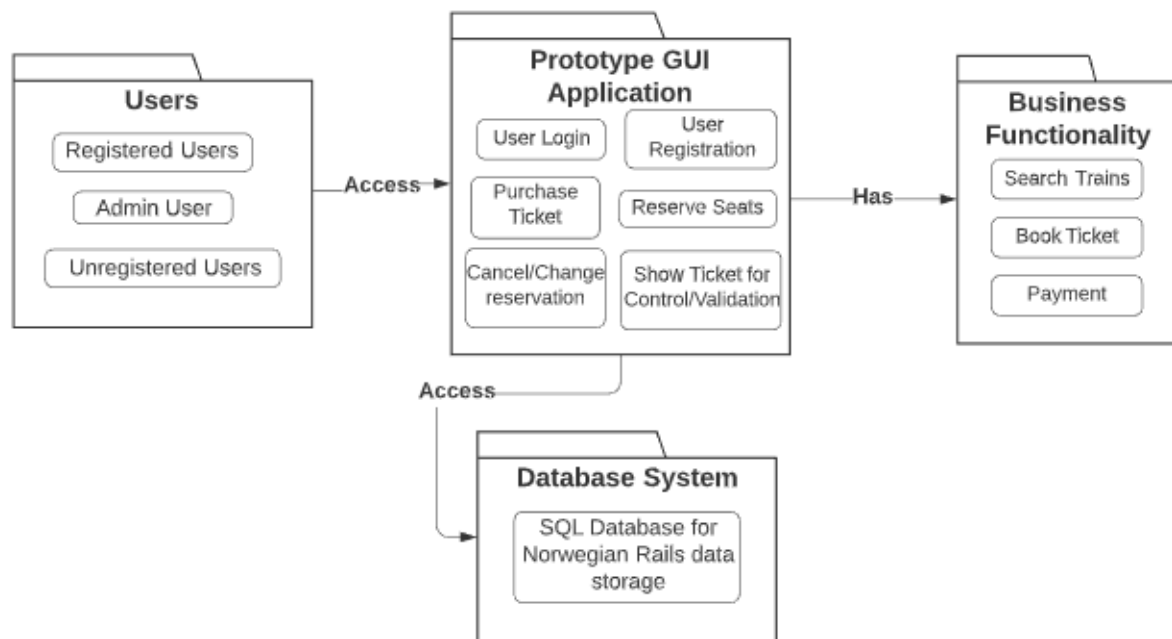 Users
Registered Users
Admin User
Unregistered Users
Access
Prototype GUI
Application
User Login
User
Registration
Purchase
Ticket
Reserve Seats
Cancel/Change
reservation
Show Ticket for
Control/Validation
Has
Business
Functionality
Search Trains
Book Ticket
Payment
Access
Database System
SQL Database for
Norwegian Rails data
storage